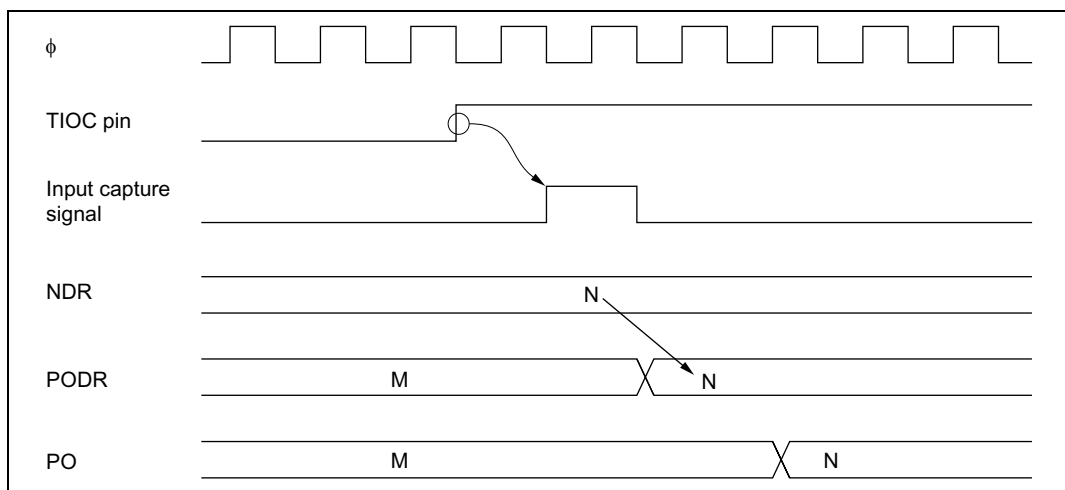 ϕ
TIOC pin
Input capture
signal
NDR
N
PODR
M
N
PO
M
N